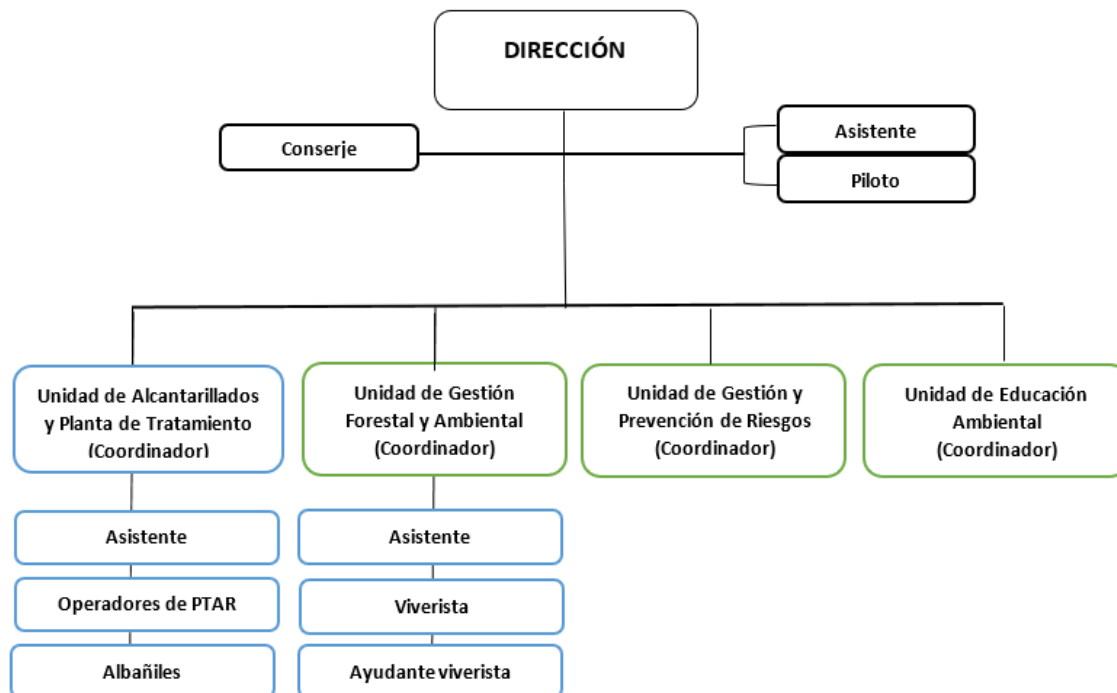 DIRECCIÓN
Conserje
Asistente
Piloto
Unidad de Alcantarillados
y Planta de Tratamiento
(Coordinador)
Unidad de Gestión
Forestal y Ambiental
(Coordinador)
Unidad de Gestión y
Prevención de Riesgos
(Coordinador)
Unidad de Educación
Ambiental
(Coordinador)
Asistente
Operadores de PTAR
Albañiles
Asistente
Viverista
Ayudante viverista